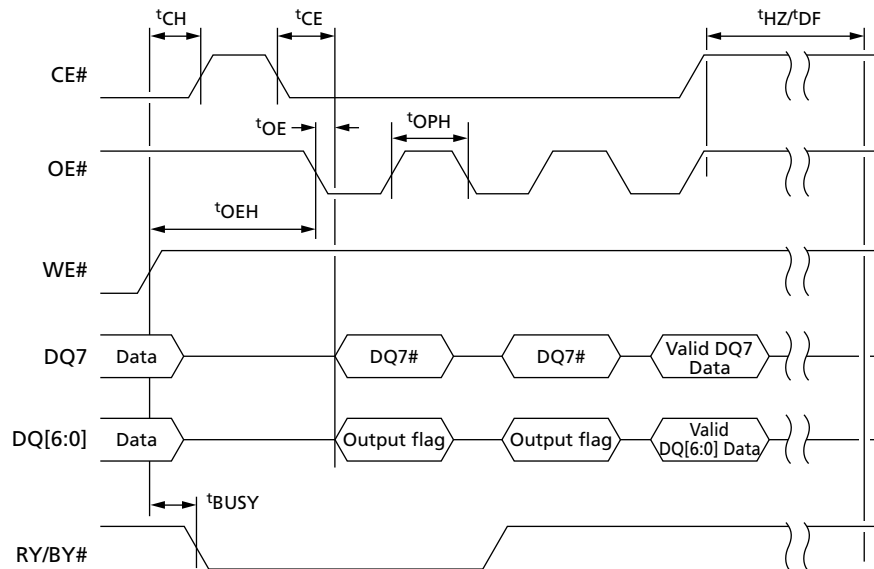 tCH
tCE
tHZ/tDF
CE#
tOE
tOPH
OE#
tOEH
WE#
DQ7
Data
DQ7#
DQ7#
Valid DQ7
Data
DQ[6:0]
Data
Output flag
Output flag
Valid
DQ[6:0] Data
tBUSY
RY/BY#